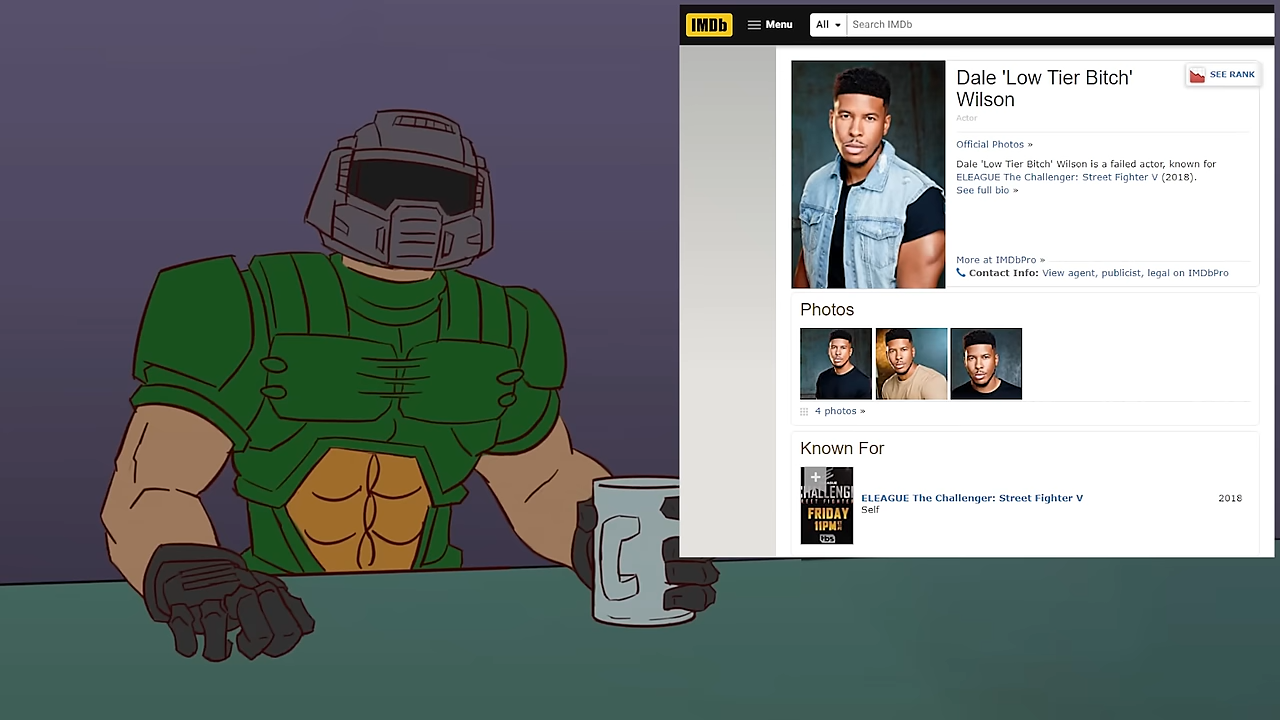 IMDb
Menu
All
Search IMDb
Dale 'Low Tier Bitch'
Wilson
SEE RANK
Actor
Official Photos »
Dale 'Low Tier Bitch' Wilson is a failed actor, known for
ELEAGUE The Challenger: Street Fighter V (2018).
See full bio »
More at IMDbPro »
Contact Info: View agent, publicist, legal on IMDbPro
Photos
4 photos »
Known For
FRIDAY
11PM
tbs
ELEAGUE The Challenger: Street Fighter V
2018
Self